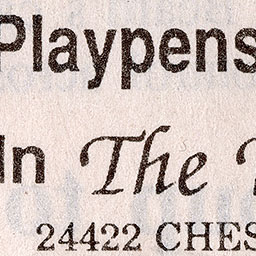 Playpens
In The
24422 CHES